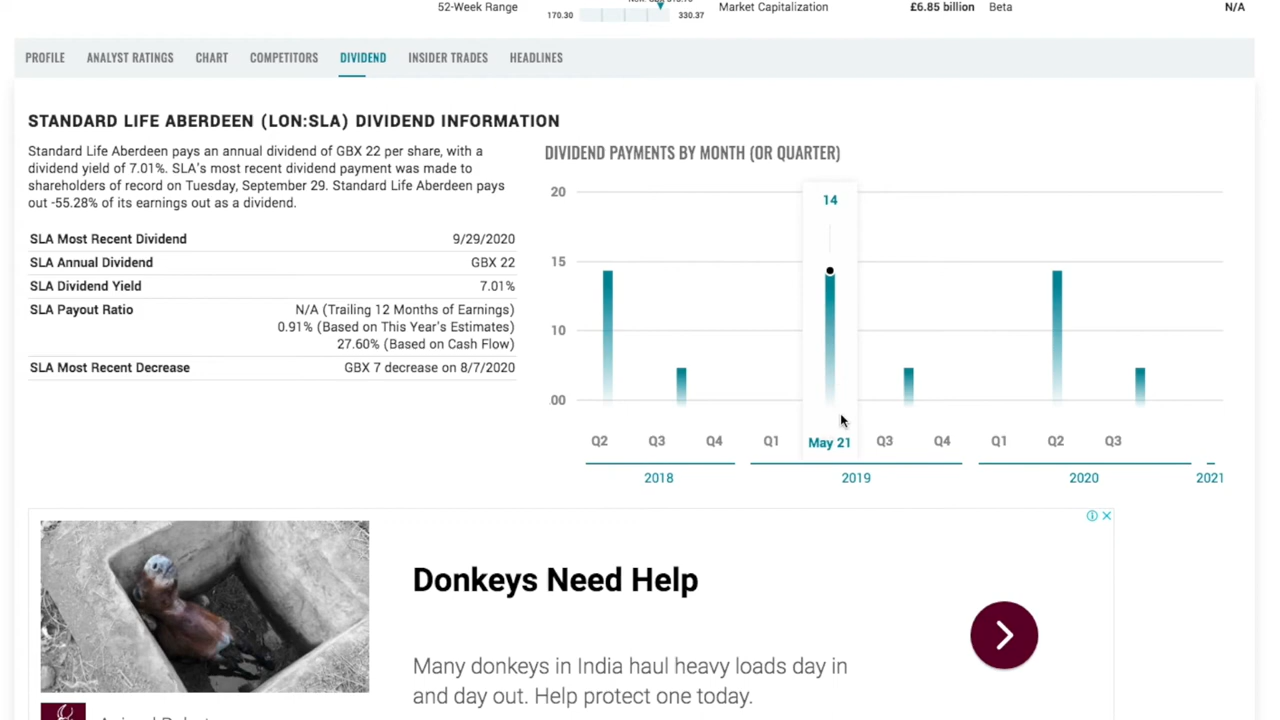 52-Week Range
170.30
330.37
Market Capitalization
£6.85 billion
Beta
N/A
PROFILE
ANALYST RATINGS
CHART
COMPETITORS
DIVIDEND
INSIDER TRADES
HEADLINES
STANDARD LIFE ABERDEEN (LON:SLA) DIVIDEND INFORMATION
Standard Life Aberdeen pays an annual dividend of GBX 22 per share, with a
dividend yield of 7.01%. SLA's most recent dividend payment was made to
shareholders of record on Tuesday, September 29. Standard Life Aberdeen pays
out -55.28% of its earnings out as a dividend.
SLA Most Recent Dividend 9/29/2020
SLA Annual Dividend GBX 22
SLA Dividend Yield 7.01%
SLA Payout Ratio N/A (Trailing 12 Months of Earnings)
0.91% (Based on This Year's Estimates)
27.60% (Based on Cash Flow)
SLA Most Recent Decrease GBX 7 decrease on 8/7/2020
DIVIDEND PAYMENTS BY MONTH (OR QUARTER)
20
14
15
10
.00
Q2 Q3 Q4 Q1 May 21 Q3 Q4 Q1 Q2 Q3
2018 2019 2020 2021
Donkeys Need Help
Many donkeys in India haul heavy loads day in
and day out. Help protect one today.